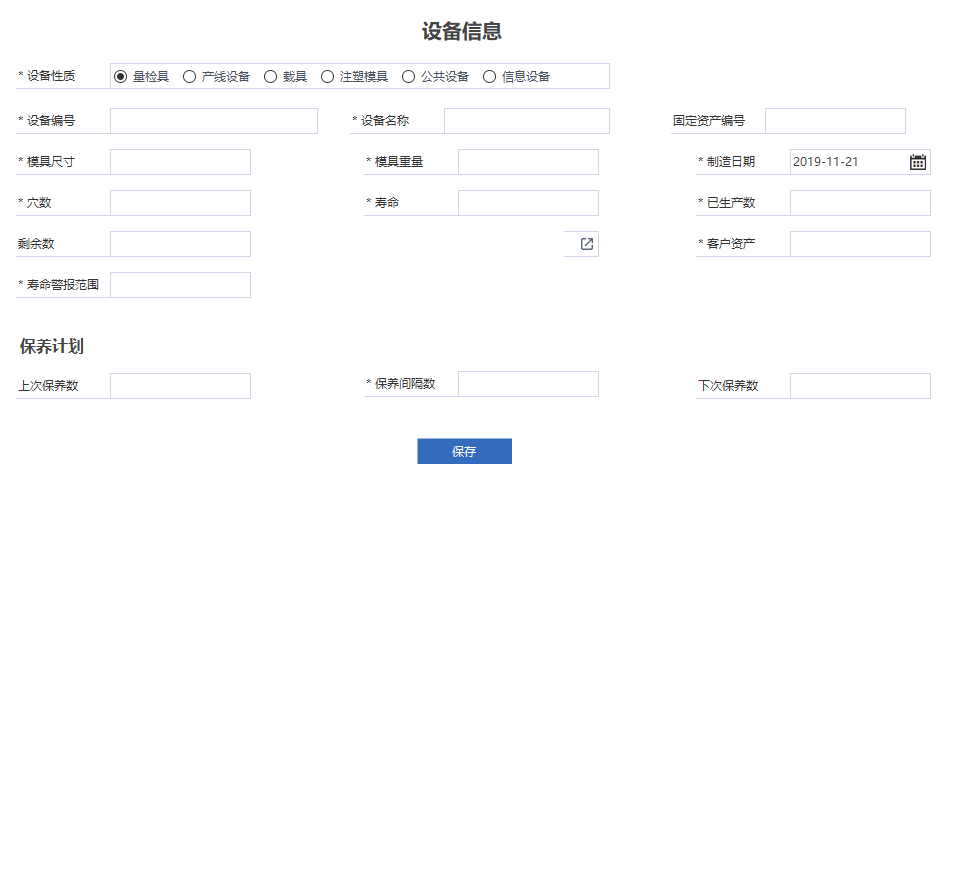 设备信息
* 设备性质 量检具 产线设备 载具 注塑模具 公共设备 信息设备
* 设备编号 * 设备名称 固定资产编号
* 模具尺寸 * 模具重量 * 制造日期 2019-11-21
* 穴数 * 寿命 * 已生产数
剩余数 * 客户资产
* 寿命警报范围
保养计划
上次保养数 * 保养间隔数 下次保养数
保存